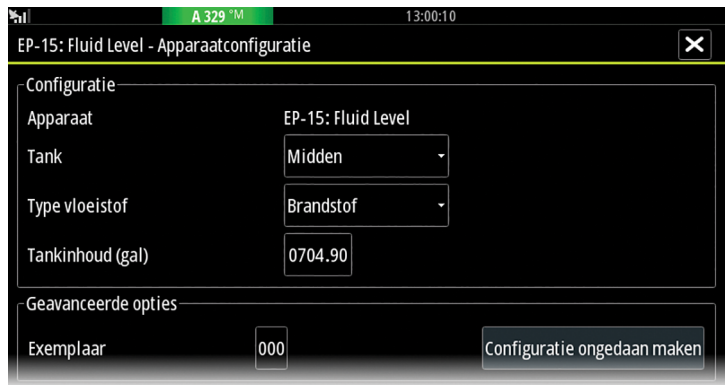 A 329 °M 13:00:10
EP-15: Fluid Level - Apparaatconfiguratie
Configuratie
Apparaat EP-15: Fluid Level
Tank Midden
Type vloeistof Brandstof
Tankinhoud (gal) 0704.90
Geavanceerde opties
Exemplaar 000 Configuratie ongedaan maken